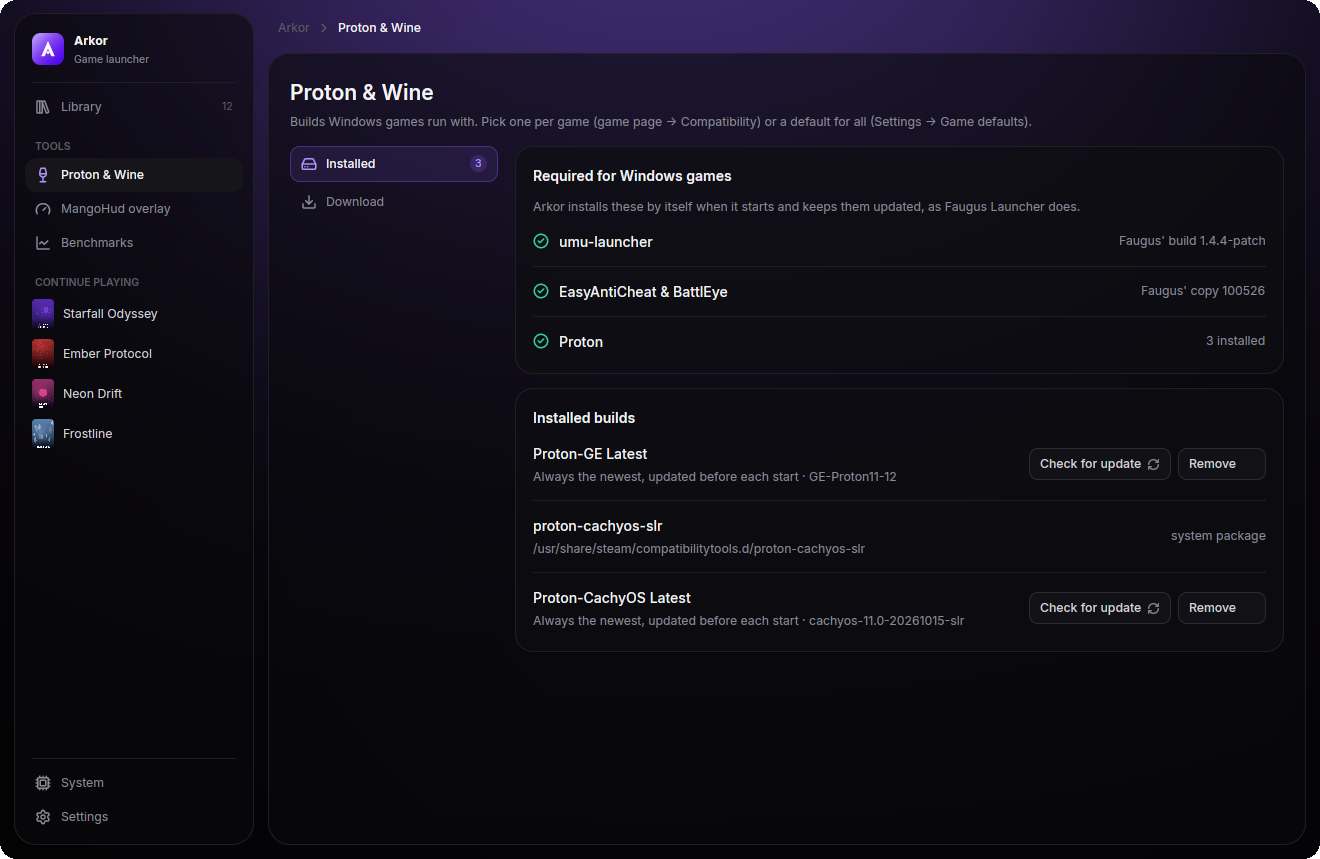 Arkor
Game launcher
Library 12
TOOLS
Proton & Wine
MangoHud overlay
Benchmarks
CONTINUE PLAYING
Starfall Odyssey
Ember Protocol
Neon Drift
Frostline
System
Settings
Arkor > Proton & Wine
Proton & Wine
Builds Windows games run with. Pick one per game (game page → Compatibility) or a default for all (Settings → Game defaults).
Installed 3
Download
Required for Windows games
Arkor installs these by itself when it starts and keeps them updated, as Faugus Launcher does.
umu-launcher Faugus' build 1.4.4-patch
EasyAntiCheat & BattlEye Faugus' copy 100526
Proton 3 installed
Installed builds
Proton-GE Latest
Always the newest, updated before each start · GE-Proton11-12
Check for update Remove
proton-cachyos-slr
/usr/share/steam/compatibilitytools.d/proton-cachyos-slr
system package
Proton-CachyOS Latest
Always the newest, updated before each start · cachyos-11.0-20261015-slr
Check for update Remove